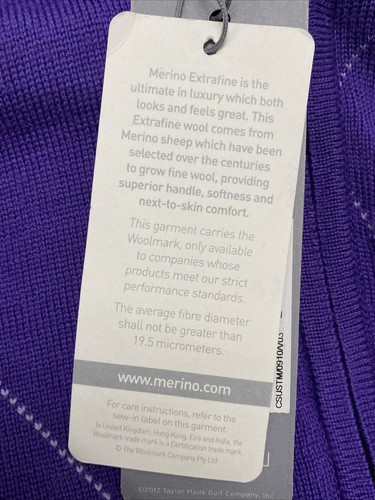 Merino Extrafine is the
ultimate in luxury which both
looks and feels great. This
Extrafine wool comes from
Merino sheep which have been
selected over the centuries
to grow fine wool, providing
superior handle, softness and
next-to-skin comfort.
This garment carries the
Woolmark, only available
to companies whose
products meet our strict
performance standards.
The average fibre diameter
shall not be greater than
19.5 micrometers.
www.merino.com
For care instructions, refer to the
sew-in label on this garment.
In United Kingdom, Hong Kong, Eire and India, the
Woolmark trade mark is a Certification trade mark
© The Woolmark Company Pty Ltd
CSUSTM/0910/V03
©2012 Taylor Made Golf Company, Inc.